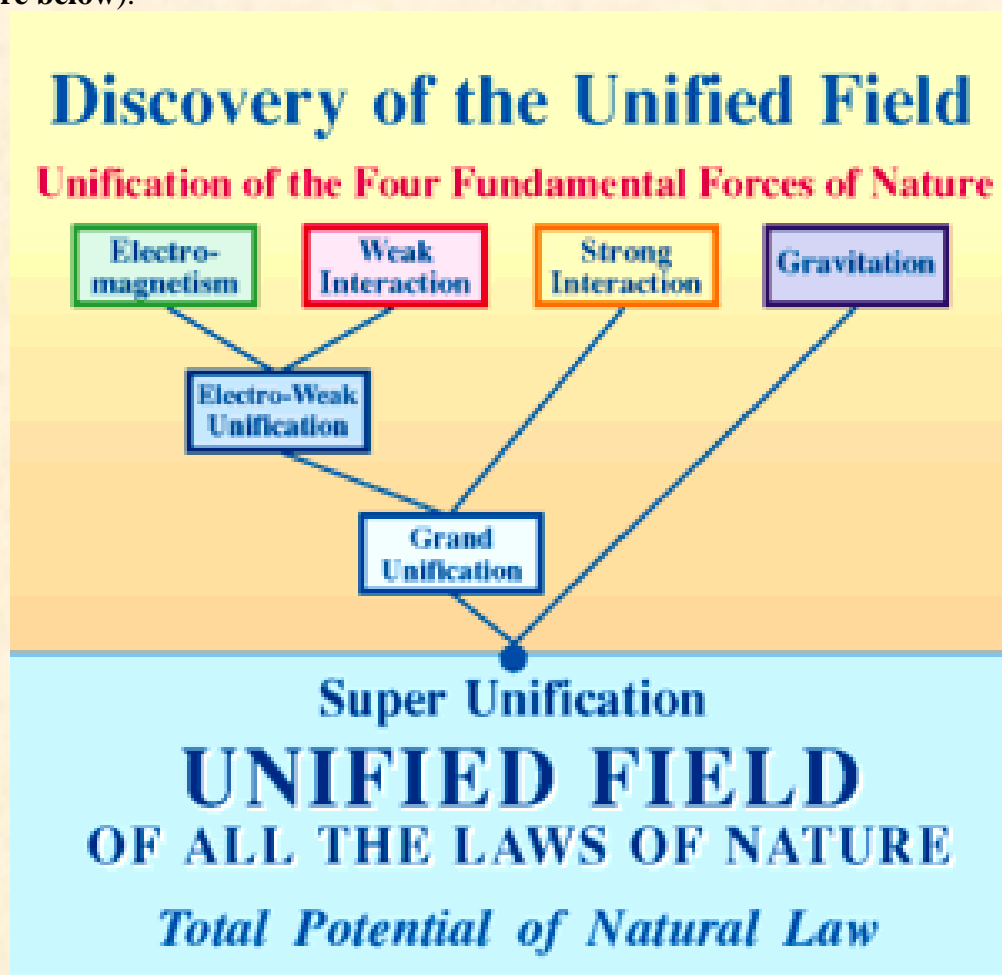 re below).
Discovery of the Unified Field
Unification of the Four Fundamental Forces of Nature
Electro-
magnetism
Weak
Interaction
Strong
Interaction
Gravitation
Electro-Weak
Unification
Grand
Unification
Super Unification
UNIFIED FIELD
OF ALL THE LAWS OF NATURE
Total Potential of Natural Law